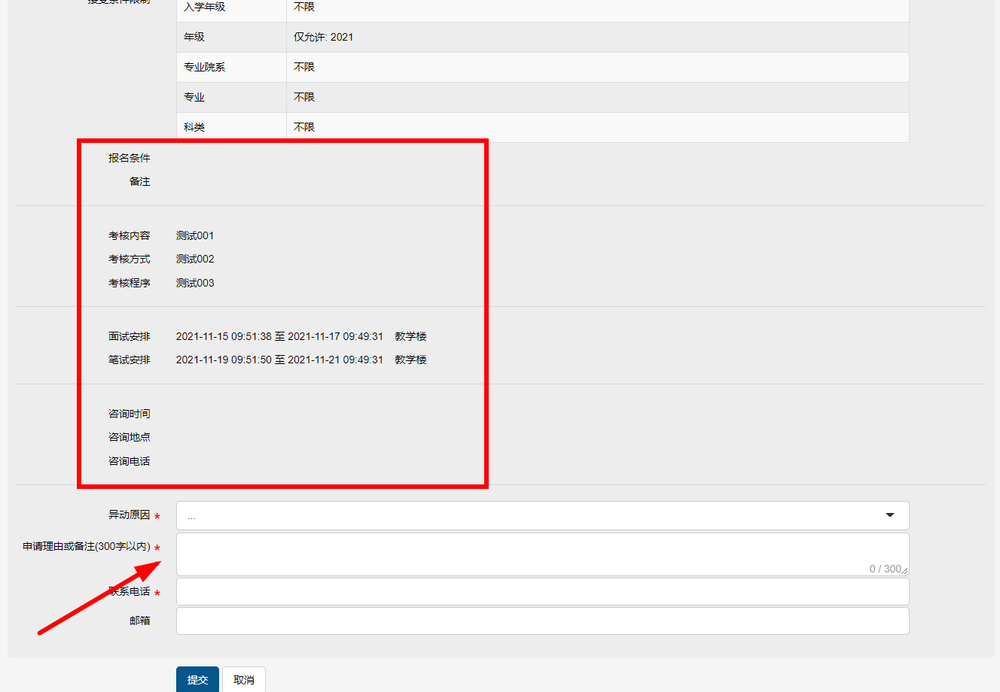 接受条件限制
入学年级 不限
年级 仅允许: 2021
专业院系 不限
专业 不限
科类 不限
报名条件
备注
考核内容 测试001
考核方式 测试002
考核程序 测试003
面试安排 2021-11-15 09:51:38 至 2021-11-17 09:49:31 教学楼
笔试安排 2021-11-19 09:51:50 至 2021-11-21 09:49:31 教学楼
咨询时间
咨询地点
咨询电话
异动原因 * ...
申请理由或备注(300字以内) *
0 / 300
联系电话 *
邮箱
提交 取消